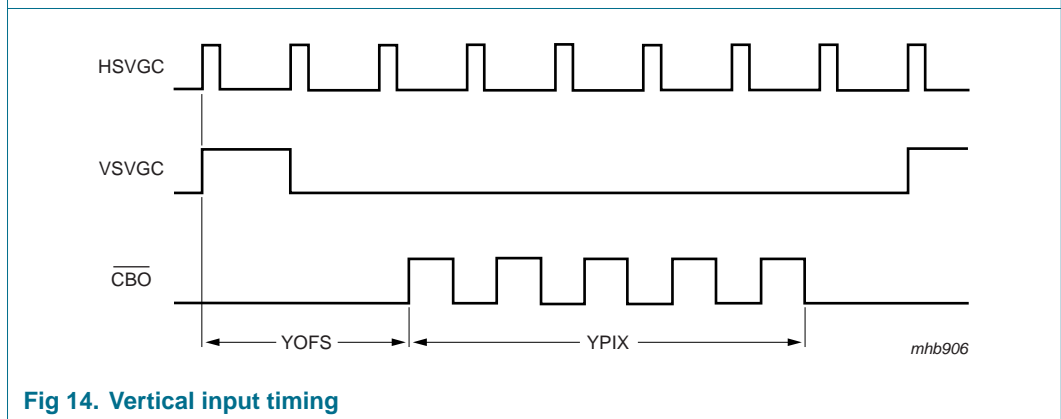 HSVGC
VSVGC
CBO
YOFS
YPIX
mhb906
Fig 14. Vertical input timing